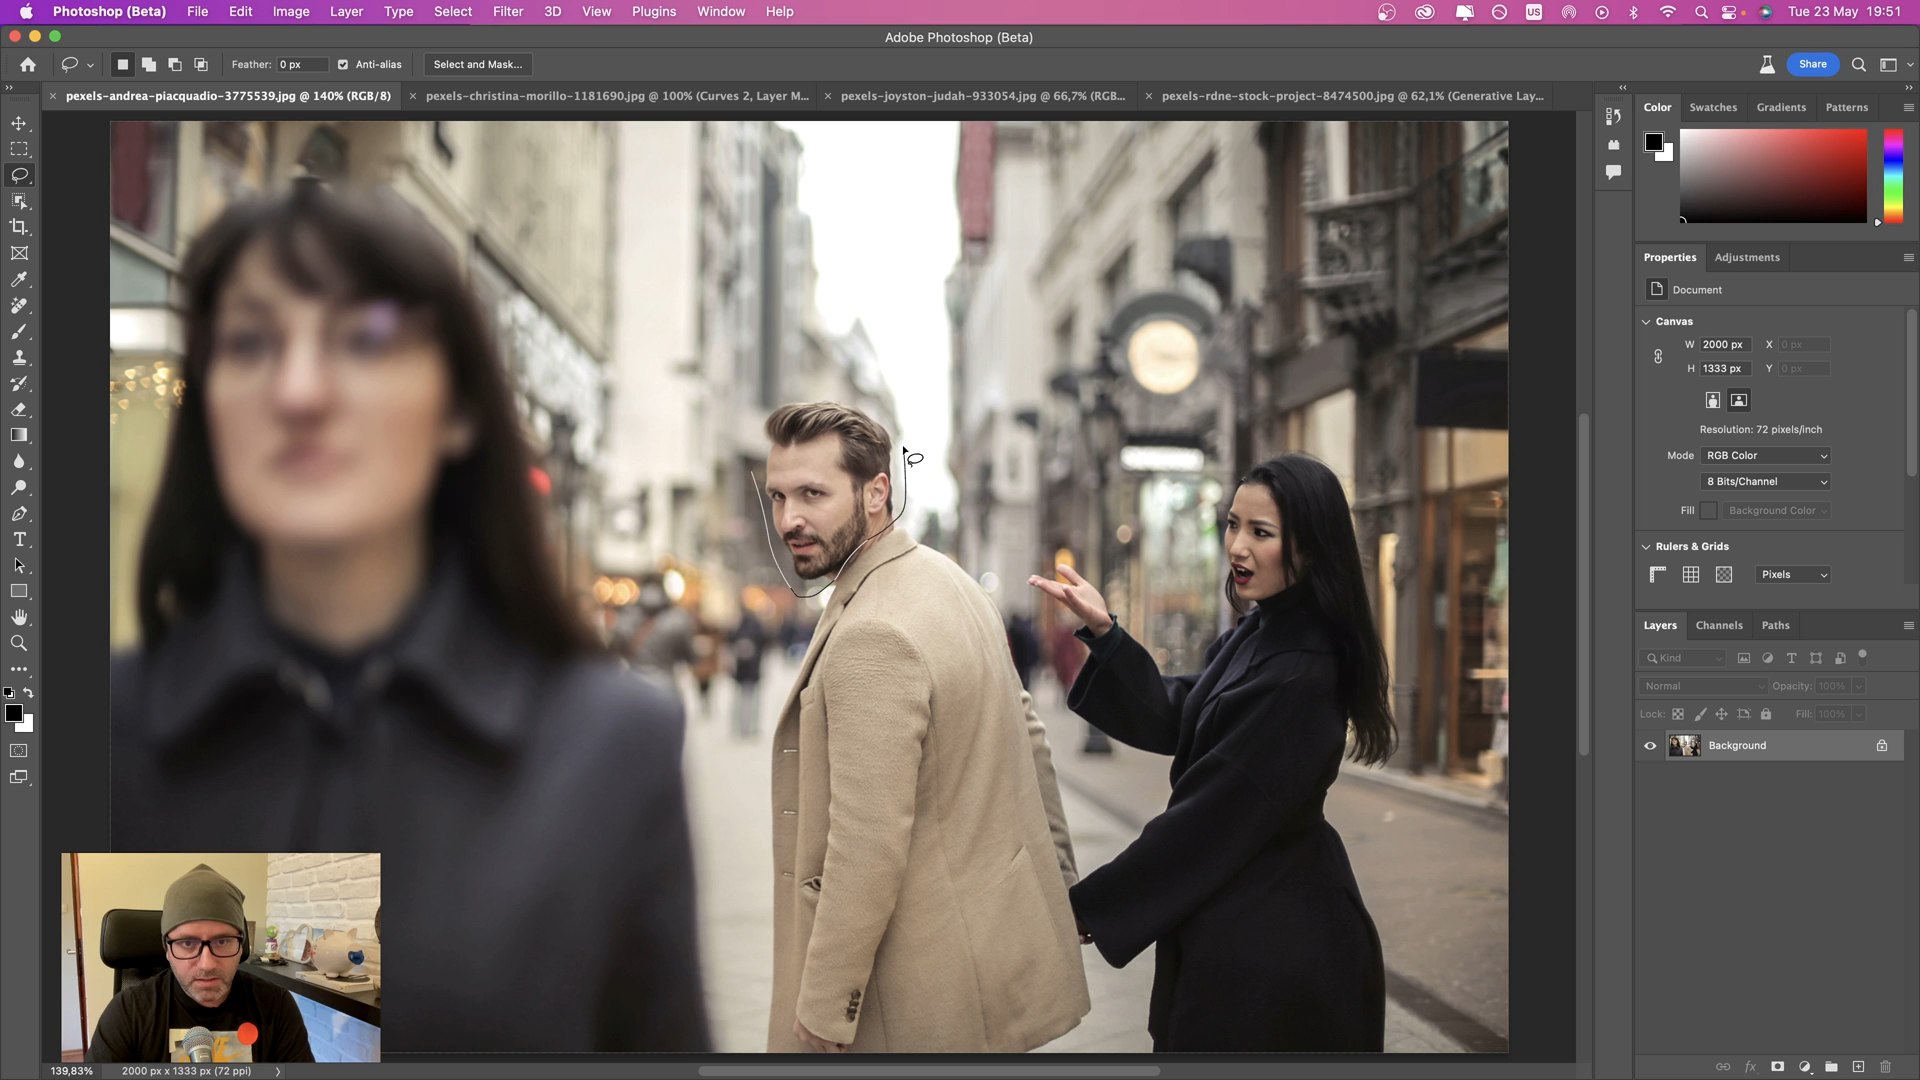 Photoshop (Beta) File Edit Image Layer Type Select Filter 3D View Plugins Window Help US Tue 23 May 19:51
Adobe Photoshop (Beta)
Feather: 0 px Anti-alias Select and Mask... Share
pexels-andrea-piacquadio-3775539.jpg @ 140% (RGB/8) pexels-christina-morillo-1181690.jpg @ 100% (Curves 2, Layer M... pexels-joyston-judah-933054.jpg @ 66,7% (RGB... pexels-rdne-stock-project-8474500.jpg @ 62,1% (Generative Lay...
Color Swatches Gradients Patterns
Properties Adjustments
Document
Canvas
W 2000 px X 0 px
H 1333 px Y 0 px
Resolution: 72 pixels/inch
Mode RGB Color
8 Bits/Channel
Fill Background Color
Rulers & Grids
Pixels
Layers Channels Paths
Kind
Normal Opacity: 100%
Lock: Fill: 100%
Background
139,83% 2000 px x 1333 px (72 ppi)